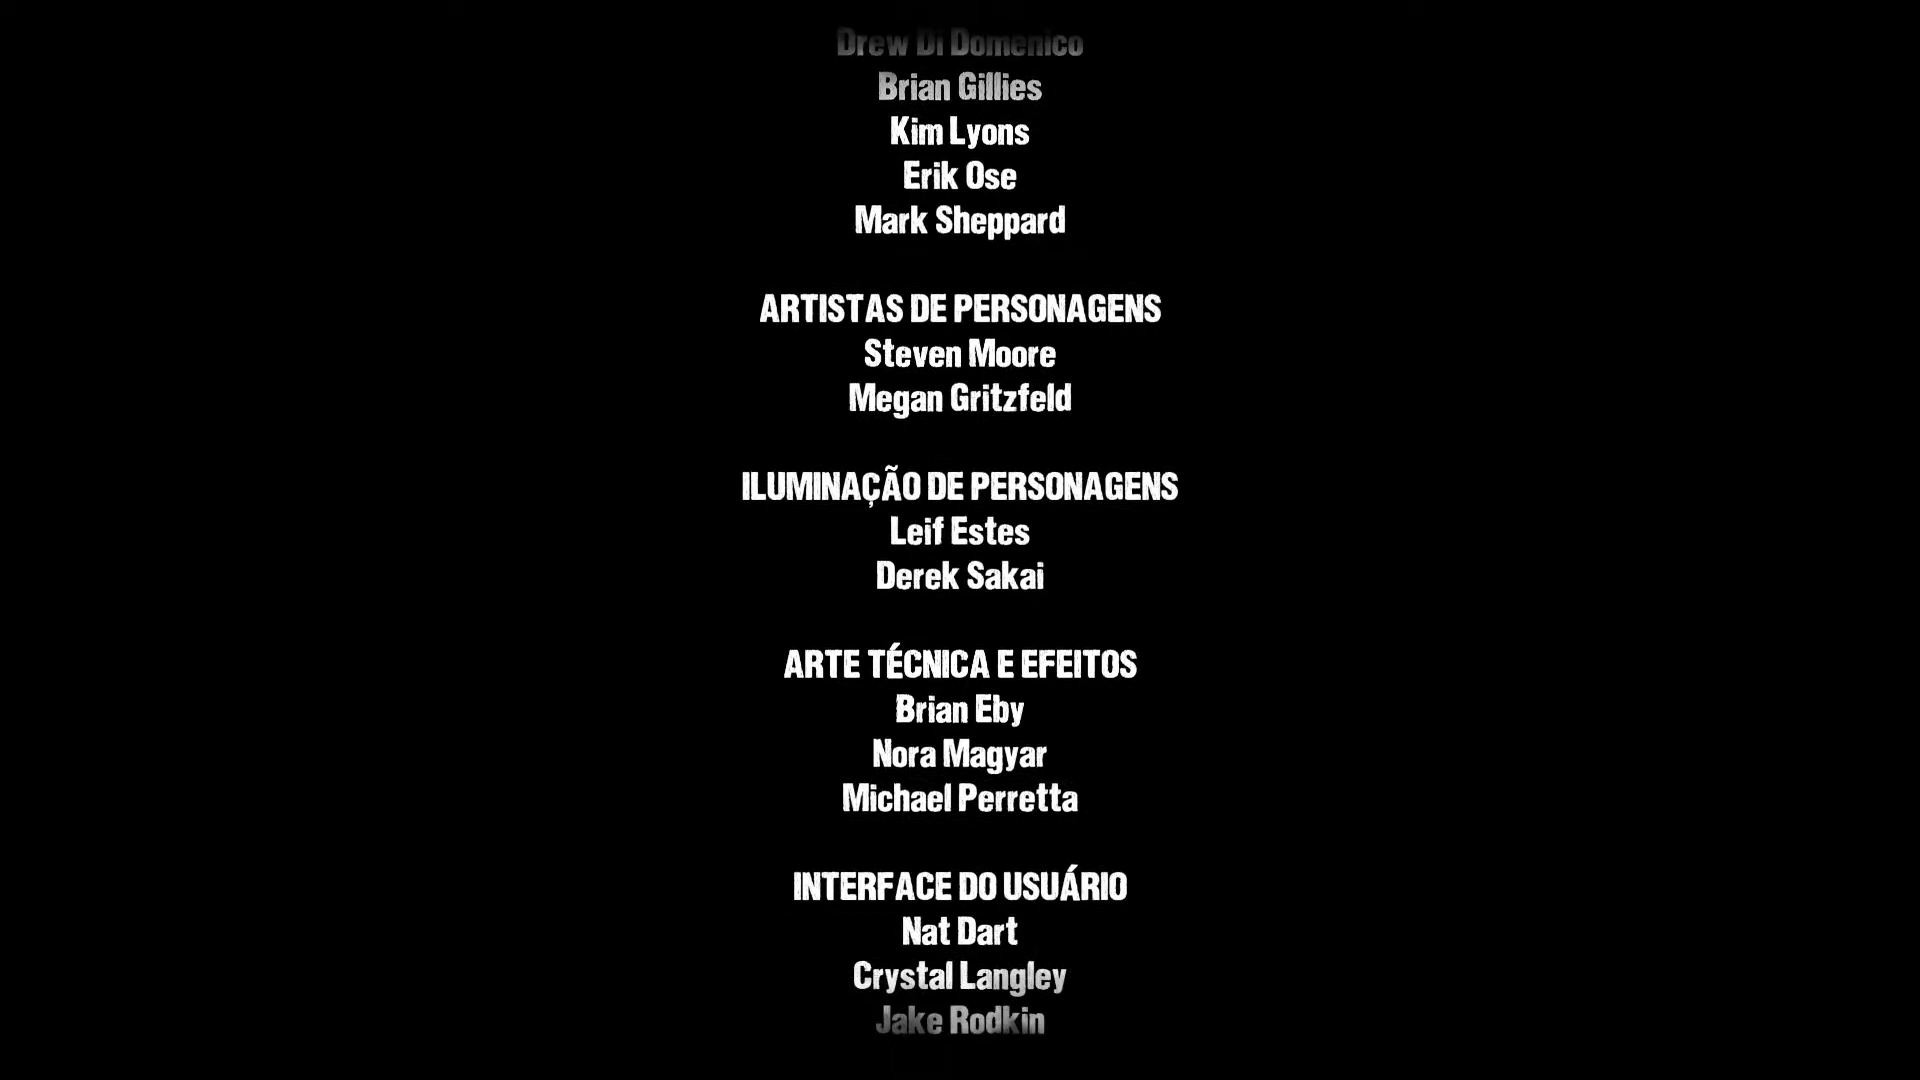 Drew Di Domenico
Brian Gillies
Kim Lyons
Erik Ose
Mark Sheppard
ARTISTAS DE PERSONAGENS
Steven Moore
Megan Gritzfeld
ILUMINAÇÃO DE PERSONAGENS
Leif Estes
Derek Sakai
ARTE TÉCNICA E EFEITOS
Brian Eby
Nora Magyar
Michael Perretta
INTERFACE DO USUÁRIO
Nat Dart
Crystal Langley
Jake Rodkin